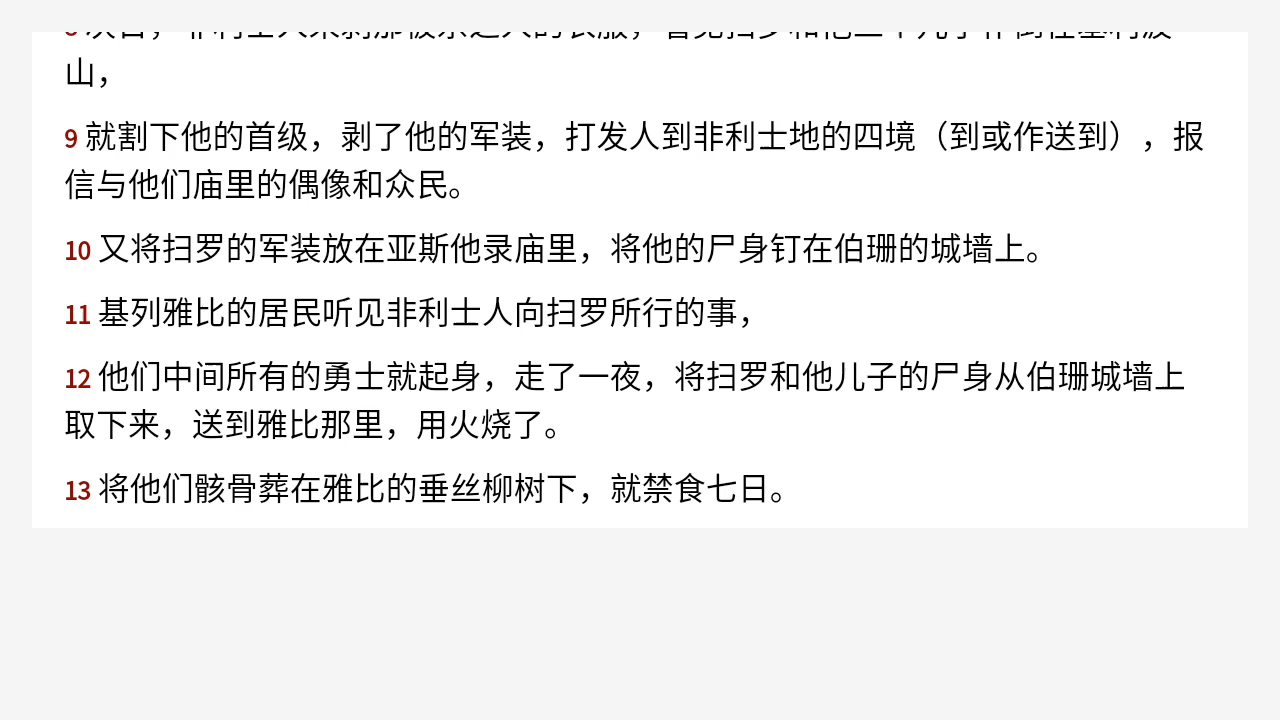 山，
9 就割下他的首级，剥了他的军装，打发人到非利士地的四境（到或作送到），报
信与他们庙里的偶像和众民。
10 又将扫罗的军装放在亚斯他录庙里，将他的尸身钉在伯珊的城墙上。
11 基列雅比的居民听见非利士人向扫罗所行的事，
12 他们中间所有的勇士就起身，走了一夜，将扫罗和他儿子的尸身从伯珊城墙上
取下来，送到雅比那里，用火烧了。
13 将他们骸骨葬在雅比的垂丝柳树下，就禁食七日。